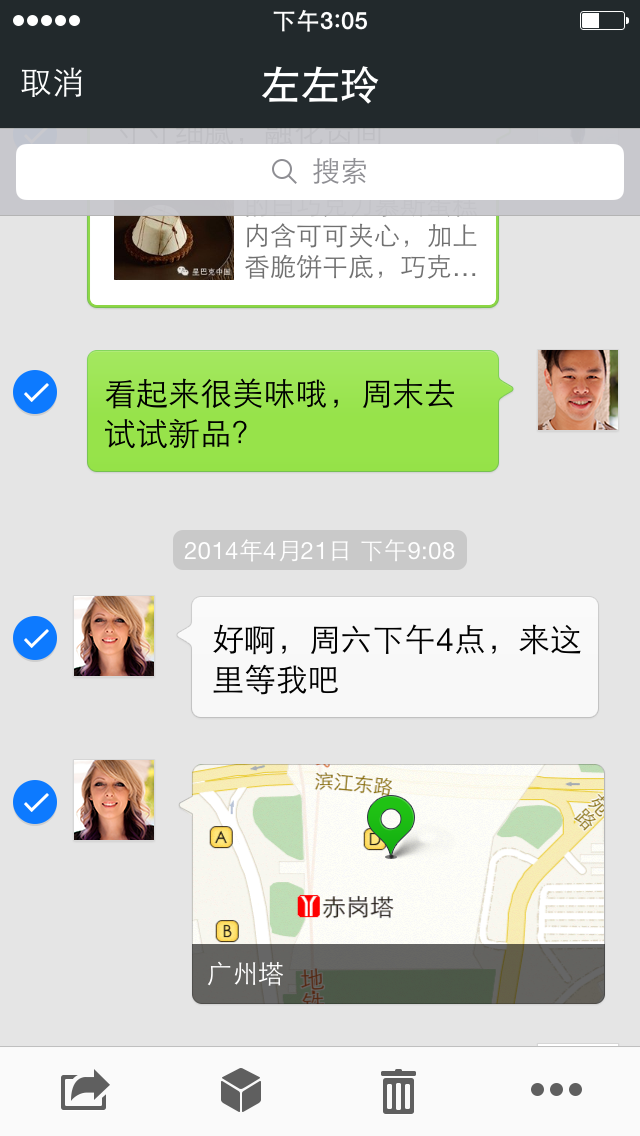 下午3:05
取消
左左玲
搜索
内含可可夹心，加上
香脆饼干底，巧克...
星巴克中国
看起来很美味哦，周末去
试试新品？
2014年4月21日 下午9:08
好啊，周六下午4点，来这
里等我吧
滨江东路
苑路
A
D
赤岗塔
B
广州塔
地铁